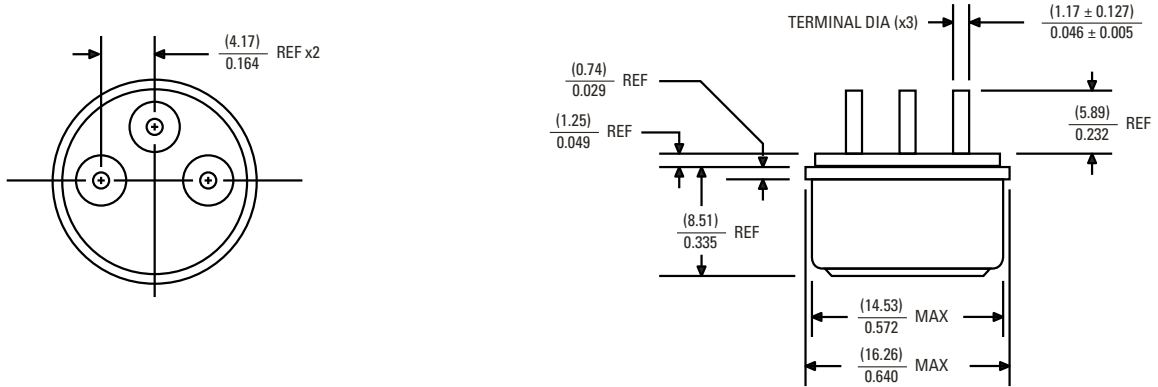 (4.17)
0.164 REF x2
TERMINAL DIA (x3)
(1.17 ± 0.127)
0.046 ± 0.005
(0.74)
0.029 REF
(1.25)
0.049 REF
(5.89)
0.232 REF
(8.51)
0.335 REF
(14.53)
0.572 MAX
(16.26)
0.640 MAX